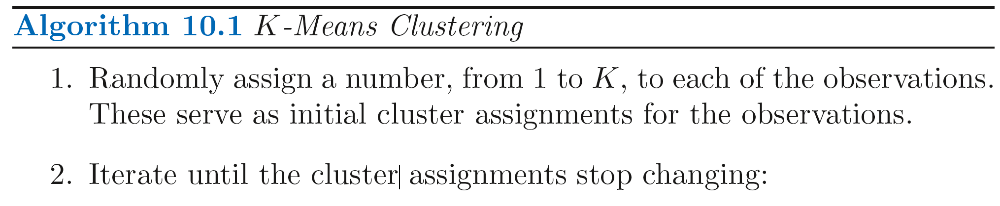 Algorithm 10.1 K-Means Clustering
1. Randomly assign a number, from 1 to K, to each of the observations.
These serve as initial cluster assignments for the observations.
2. Iterate until the cluster assignments stop changing: